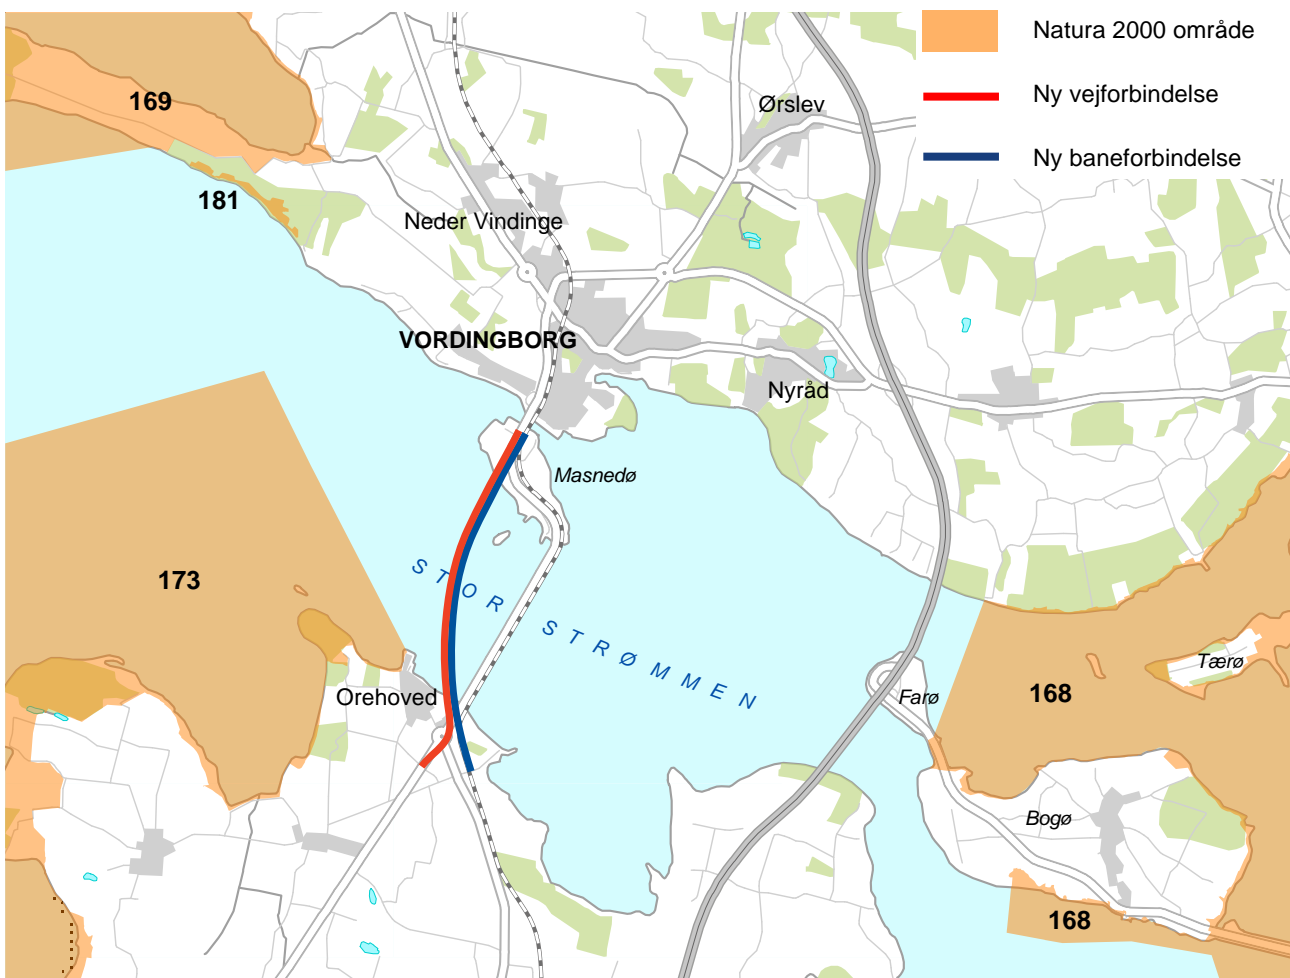 Natura 2000 område
Ny vejforbindelse
Ny baneforbindelse
169
Ørslev
181
Neder Vindinge
VORDINGBORG
Nyråd
Masnedø
173
STOR STRØMMEN
Orehoved
Farø
168
Tærø
Bogø
168